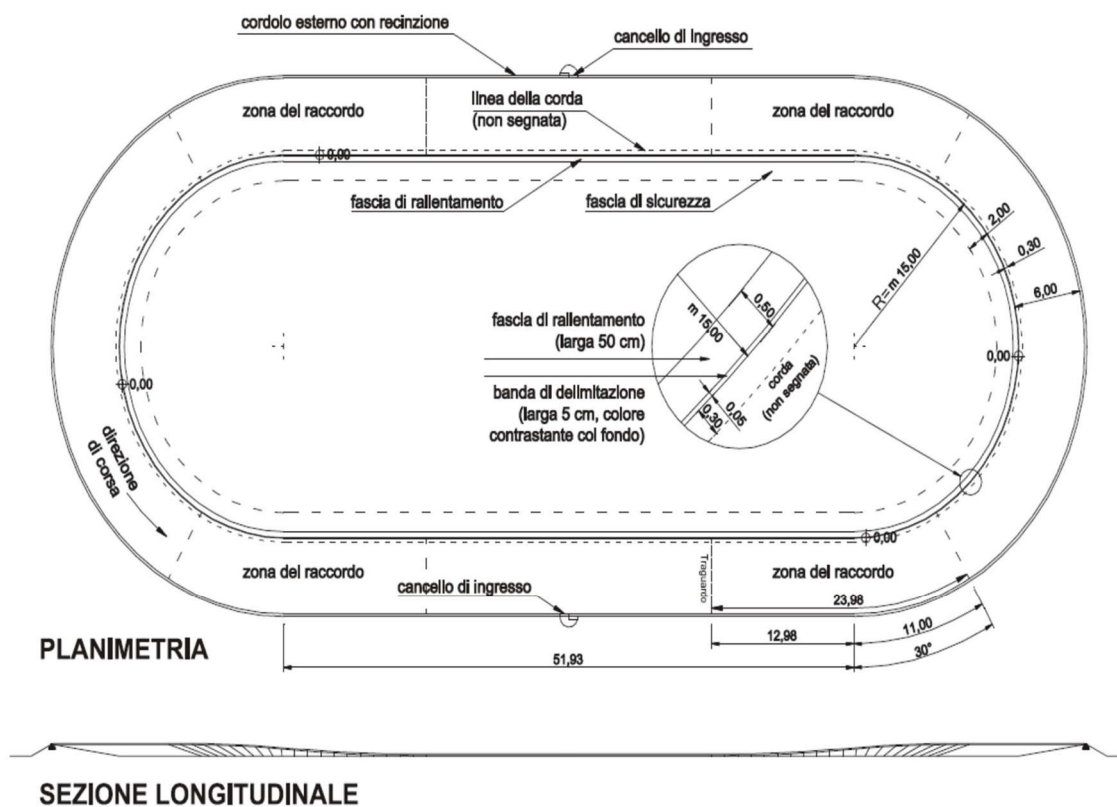 cordolo esterno con recinzione
cancello di Ingresso
zona del raccordo
linea della corda
(non segnata)
zona del raccordo
0,00
fascia di rallentamento
fascia di sicurezza
2,00
0,30
R= m 15,00
6,00
fascia di rallentamento
(larga 50 cm)
m 15,00
0,50
0,00
0,00
banda di delimitazione
(larga 5 cm, colore
contrastante col fondo)
corda
(non segnata)
0,05
0,30
direzione
di corsa
0,00
zona del raccordo
Traguardo
zona del raccordo
cancello di ingresso
23,98
12,98
11,00
30°
51,93
PLANIMETRIA
SEZIONE LONGITUDINALE